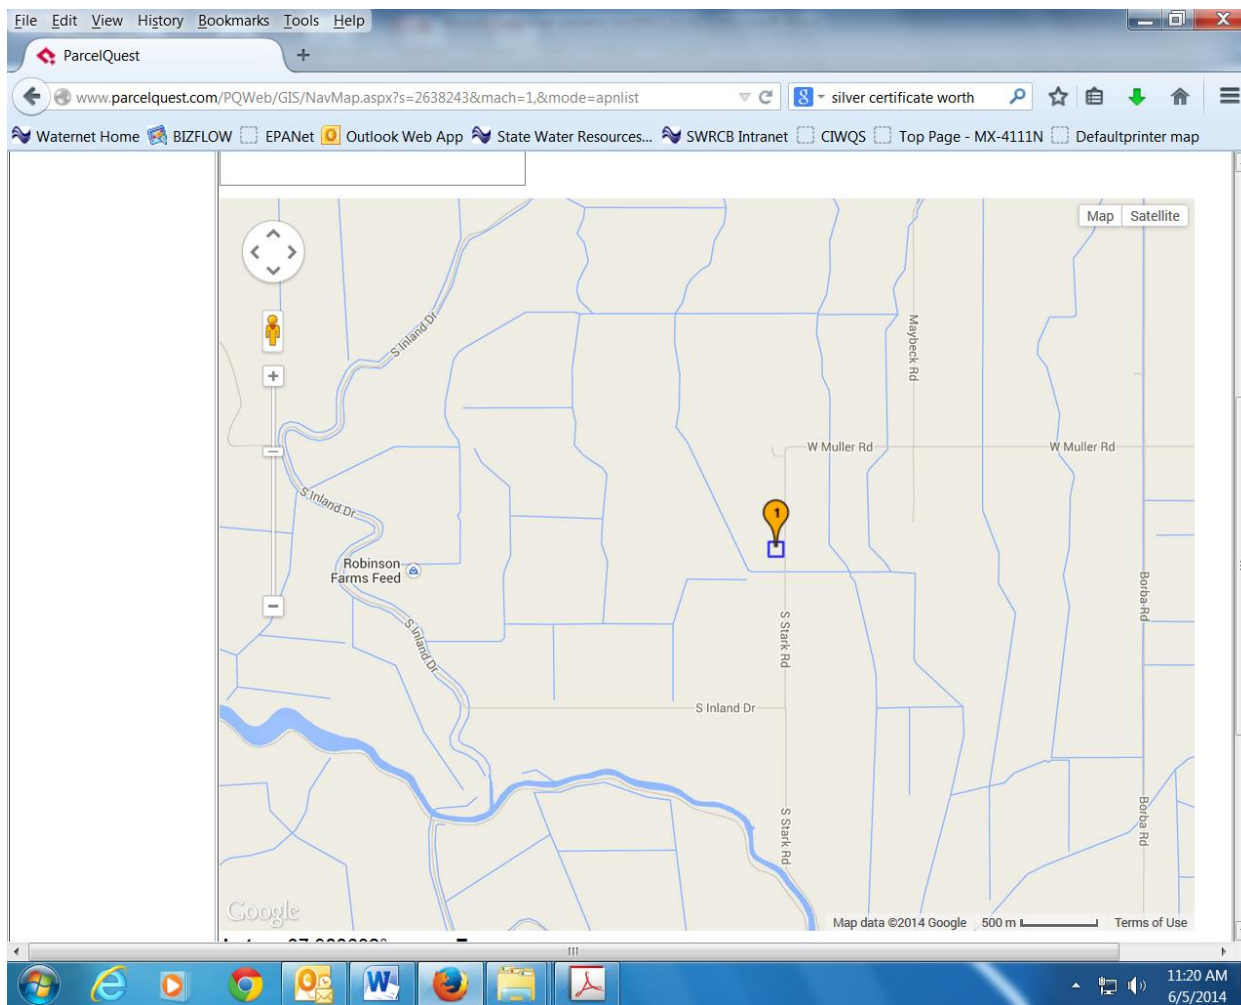 File Edit View History Bookmarks Tools Help
ParcelQuest
www.parcelquest.com/PQWeb/GIS/NavMap.aspx?s=2638243&mach=1,&mode=apnlist
silver certificate worth
Waternet Home BIZFLOW EPANet Outlook Web App State Water Resources... SWRCB Intranet CIWQS Top Page - MX-4111N Defaultprinter map
Map Satellite
S Inland Dr
Maybeck Rd
W Muller Rd
W Muller Rd
S Inland Dr
1
Robinson
Farms Feed
Borba Rd
S Stark Rd
S Inland Dr
S Inland Dr
S Stark Rd
Borba Rd
Google
Map data ©2014 Google 500 m Terms of Use
11:20 AM
6/5/2014